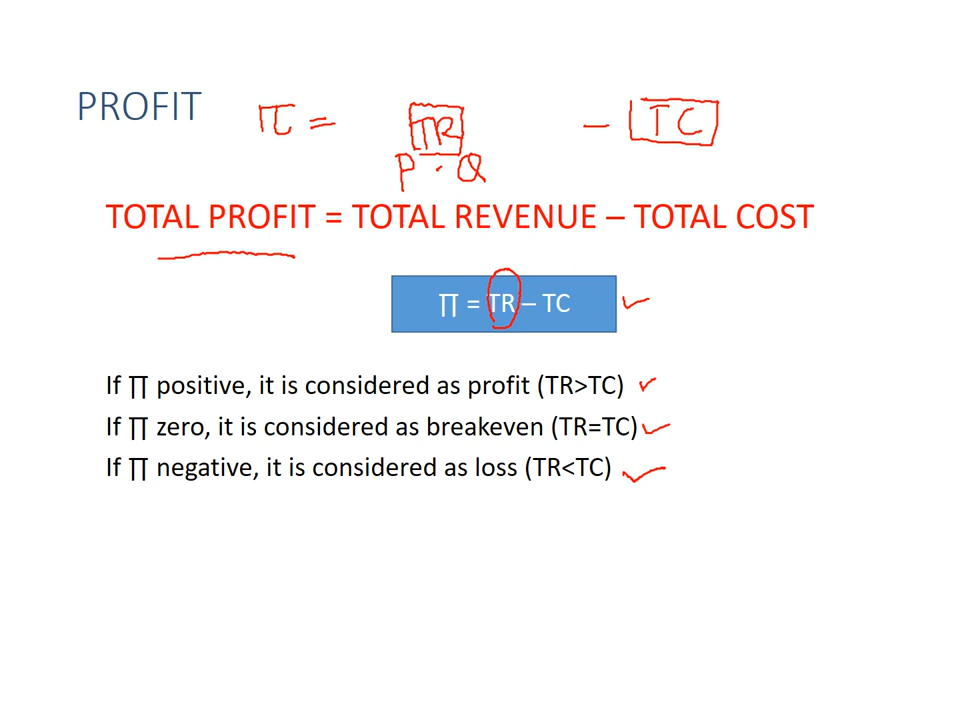 PROFIT π = TR - TC
P · Q
TOTAL PROFIT = TOTAL REVENUE – TOTAL COST
∏ = TR – TC
If ∏ positive, it is considered as profit (TR>TC)
If ∏ zero, it is considered as breakeven (TR=TC)
If ∏ negative, it is considered as loss (TR<TC)